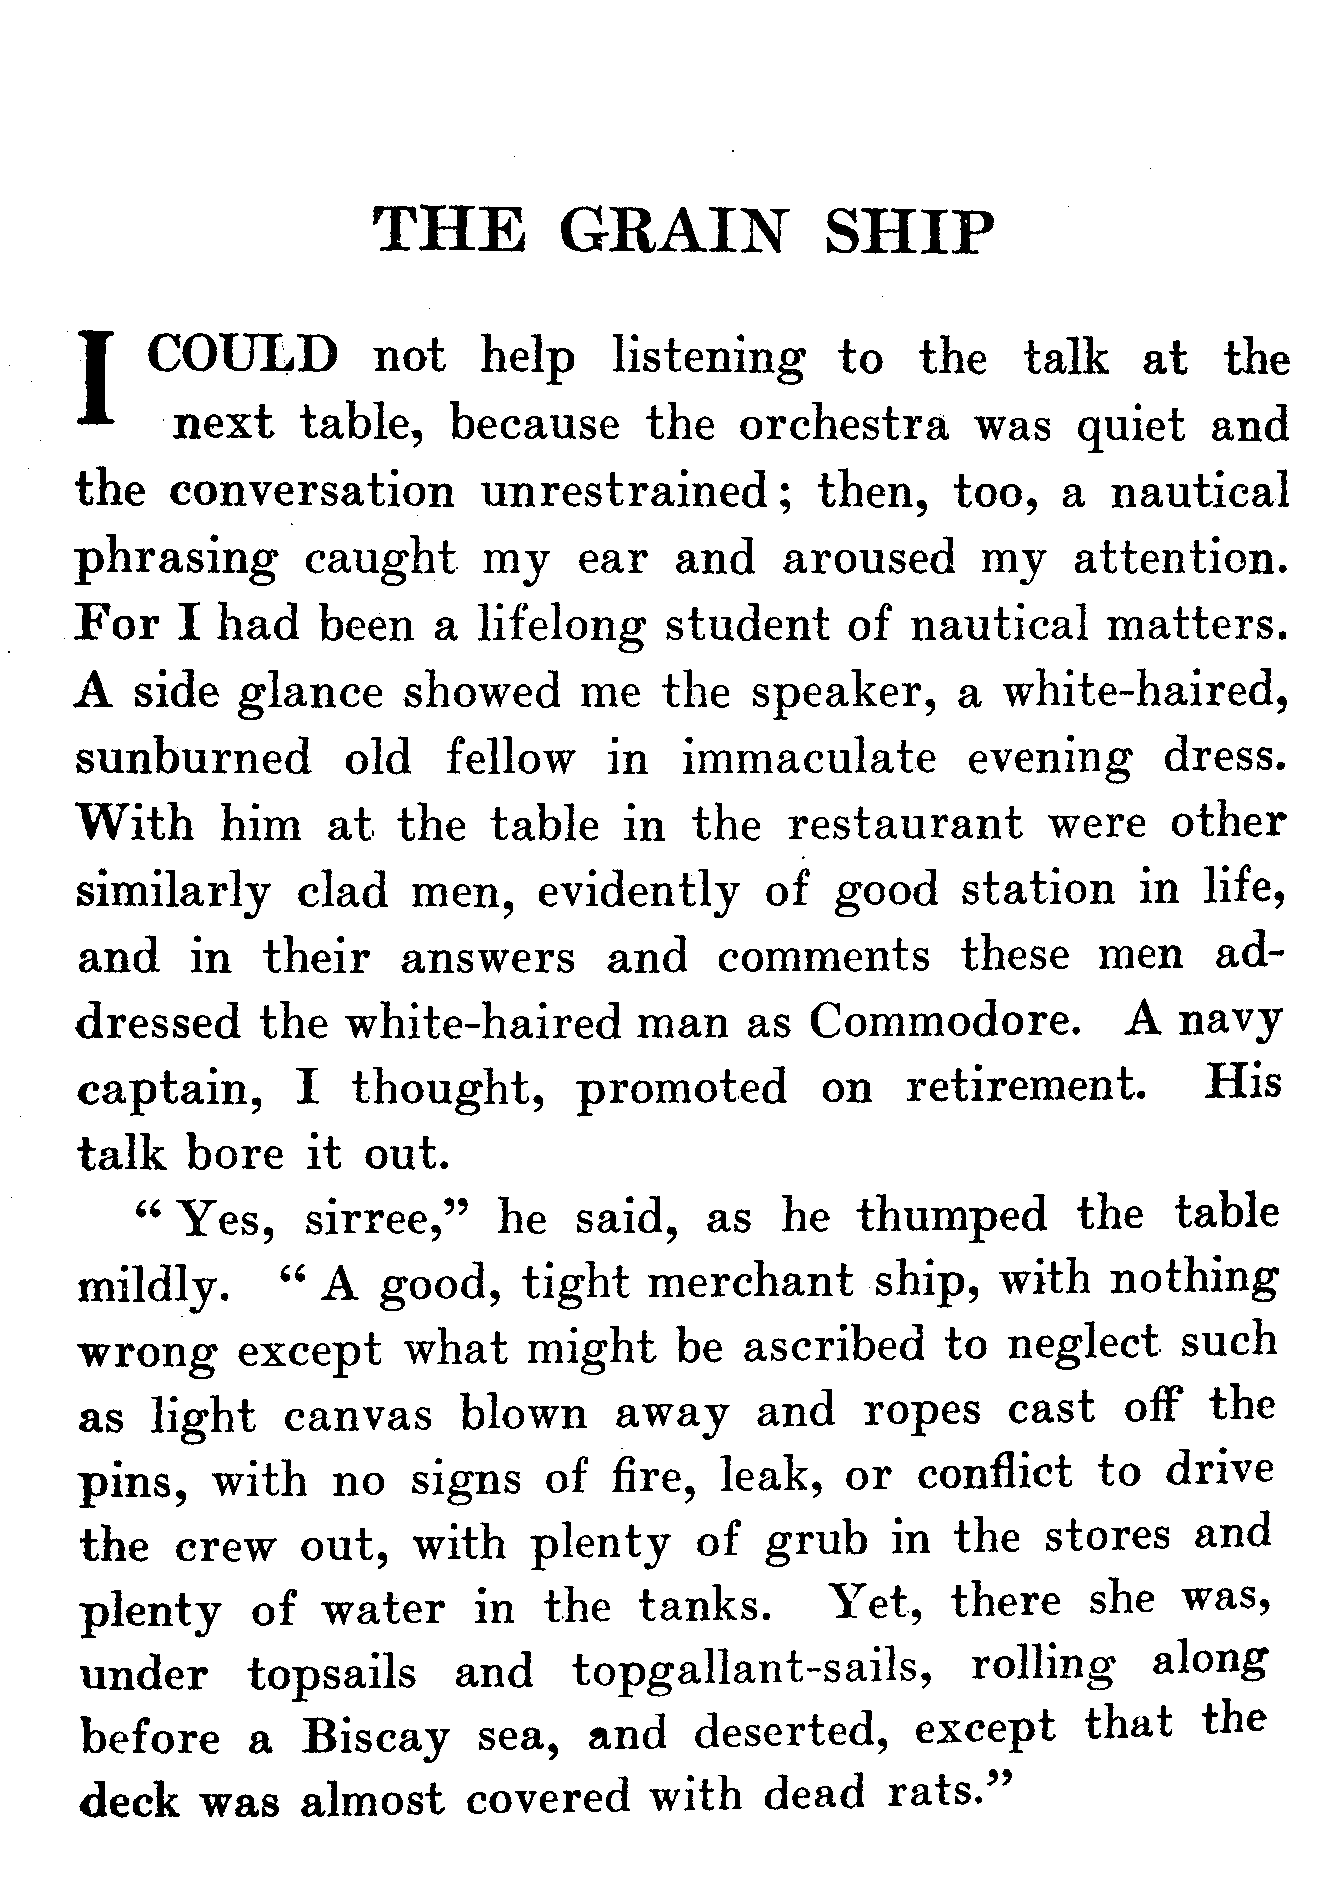 THE GRAIN SHIP
I COULD not help listening to the talk at the
next table, because the orchestra was quiet and
the conversation unrestrained; then, too, a nautical
phrasing caught my ear and aroused my attention.
For I had been a lifelong student of nautical matters.
A side glance showed me the speaker, a white-haired,
sunburned old fellow in immaculate evening dress.
With him at the table in the restaurant were other
similarly clad men, evidently of good station in life,
and in their answers and comments these men ad-
dressed the white-haired man as Commodore. A navy
captain, I thought, promoted on retirement. His
talk bore it out.
“Yes, sirree,” he said, as he thumped the table
mildly. “A good, tight merchant ship, with nothing
wrong except what might be ascribed to neglect such
as light canvas blown away and ropes cast off the
pins, with no signs of fire, leak, or conflict to drive
the crew out, with plenty of grub in the stores and
plenty of water in the tanks. Yet, there she was,
under topsails and topgallant-sails, rolling along
before a Biscay sea, and deserted, except that the
deck was almost covered with dead rats.”